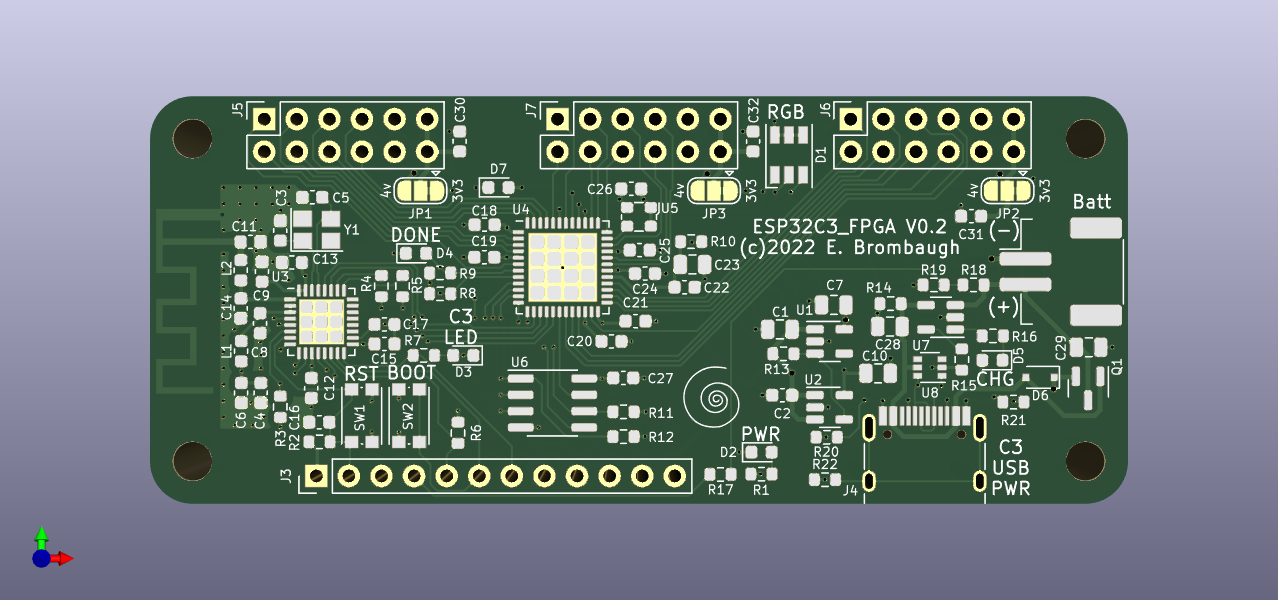 J5
C30
J7
C32
RGB
D1
J6
4v
3V3
JP1
D7
C26
4v
3V3
JP3
4v
3V3
JP2
Batt
C3
C5
C18
U4
U5
C31
(-)
ESP32C3_FPGA V0.2
(c)2022 E. Brombaugh
C11
Y1
DONE
D4
C19
C25
R10
C13
C23
L2
U3
R4
R5
R9
R8
C24
C22
R19
R18
C9
C14
C7
R14
(+)
C3
LED
C17
R7
C15
D3
C21
C20
C1
U1
R13
C28
R16
C8
L1
U7
D5
C29
Q1
RST
BOOT
U6
C27
C10
R15
CHG
U8
D6
C12
C6
C4
R3
C16
R2
SW1
SW2
R6
R11
R12
C2
U2
R21
PWR
D2
R20
R22
C3
USB
PWR
J3
R17
R1
J4